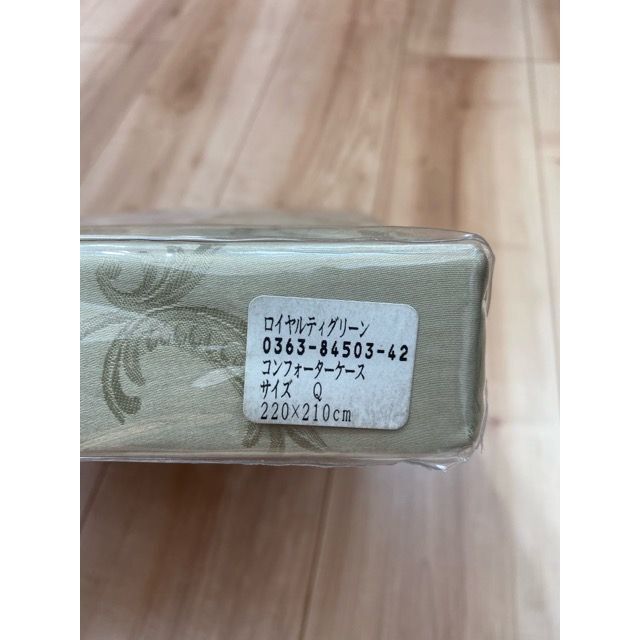 ロイヤルティグリーン
0363-84503-42
コンフォーターケース
サイズ Q
220×210cm